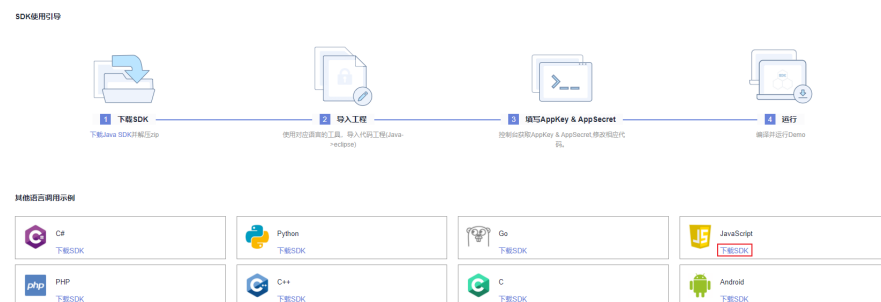 SDK使用引导
1 下载SDK
2 导入工程
3 填写AppKey & AppSecret
4 运行
下载Java SDK并解压zip
使用对应语言的工具，导入代码工程(Java-
>eclipse)
控制台获取AppKey & AppSecret,修改相应代
码。
编译并运行Demo
其他语言调用示例
C#
下载SDK
Python
下载SDK
Go
下载SDK
JS
JavaScript
下载SDK
php
PHP
下载SDK
C++
下载SDK
C
下载SDK
Android
下载SDK